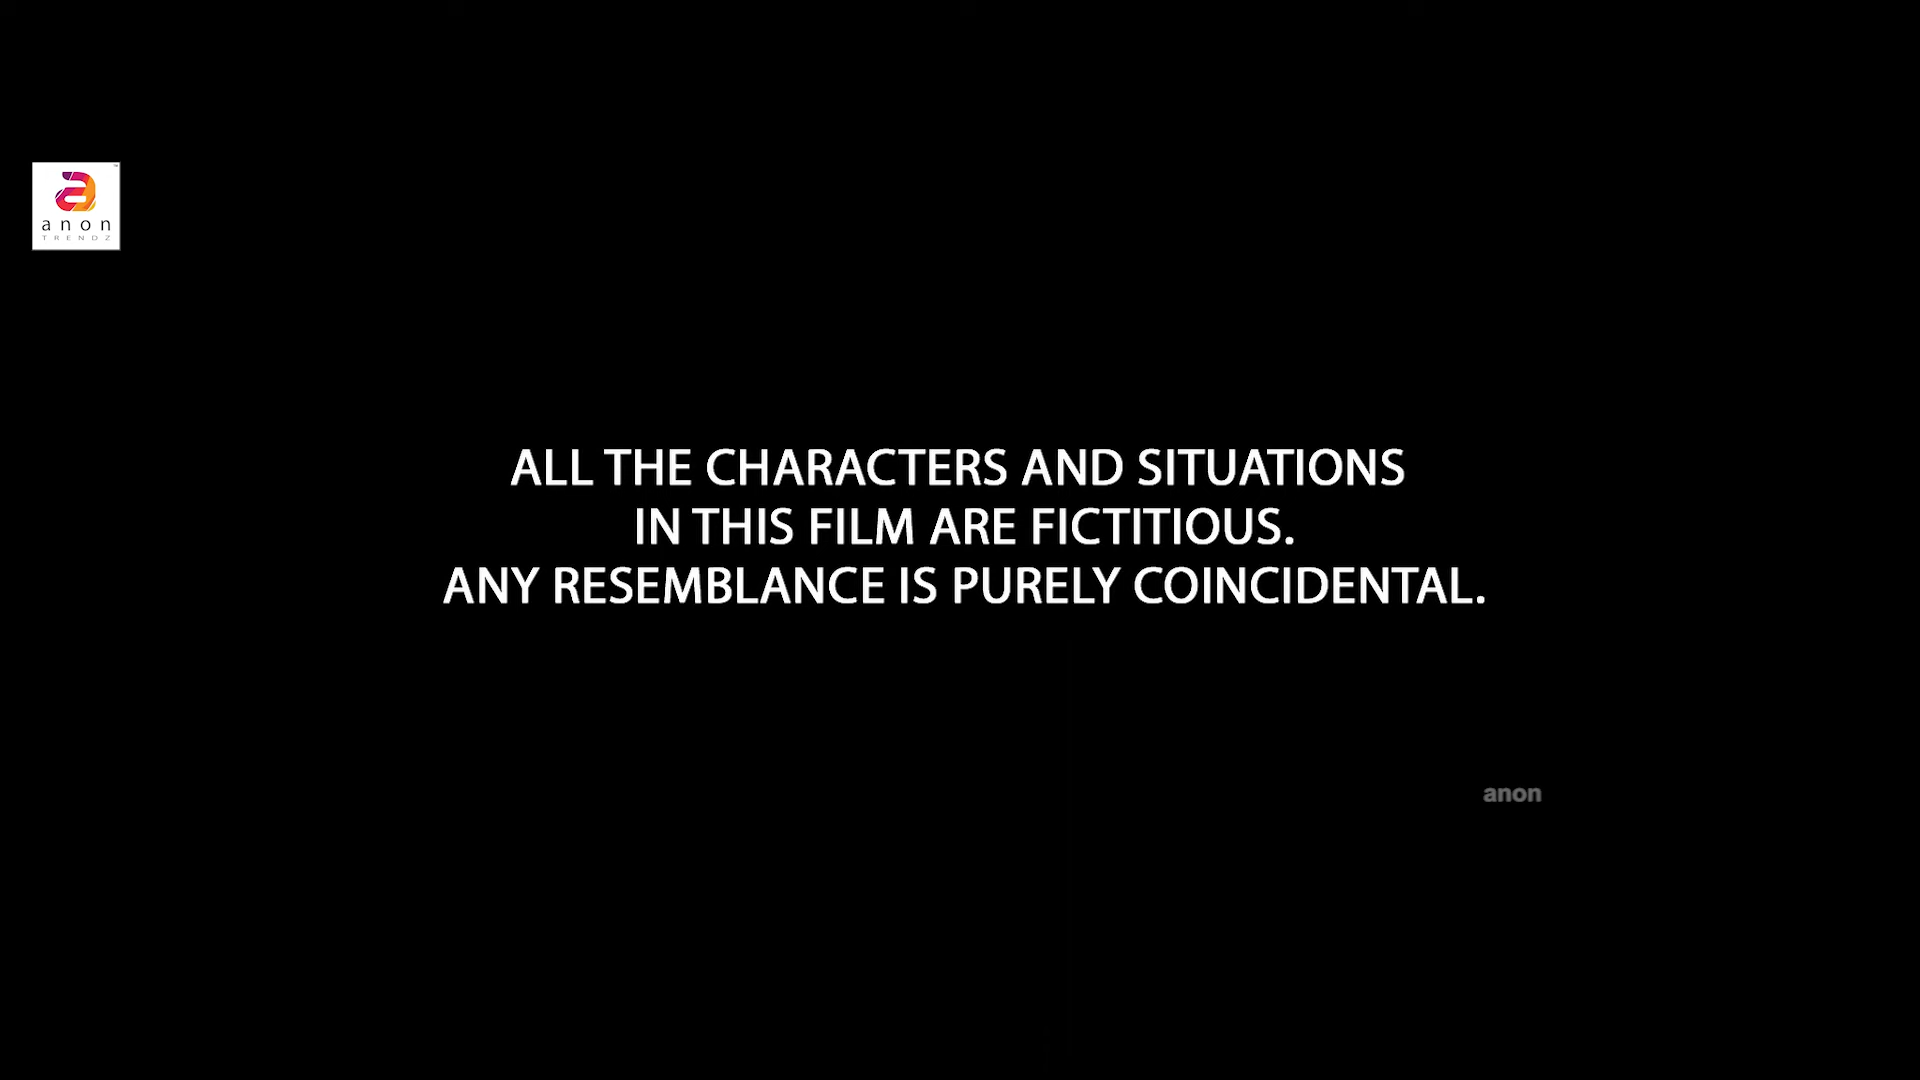 anon
TRENDZ
ALL THE CHARACTERS AND SITUATIONS
IN THIS FILM ARE FICTITIOUS.
ANY RESEMBLANCE IS PURELY COINCIDENTAL.
anon